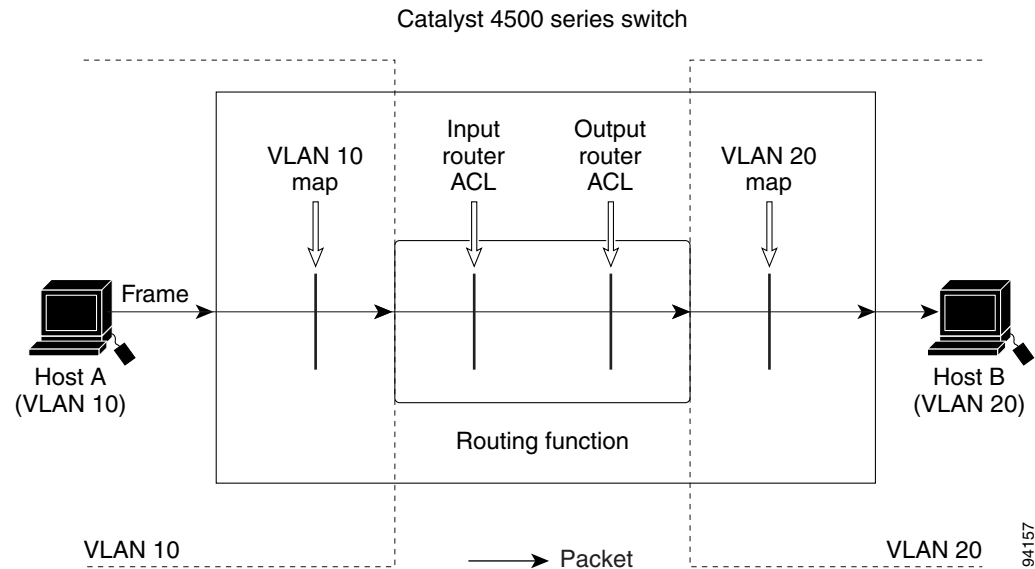 Catalyst 4500 series switch
VLAN 10
map
Input
router
ACL
Output
router
ACL
VLAN 20
map
Frame
Host A
(VLAN 10)
Host B
(VLAN 20)
Routing function
VLAN 10
Packet
VLAN 20
94157